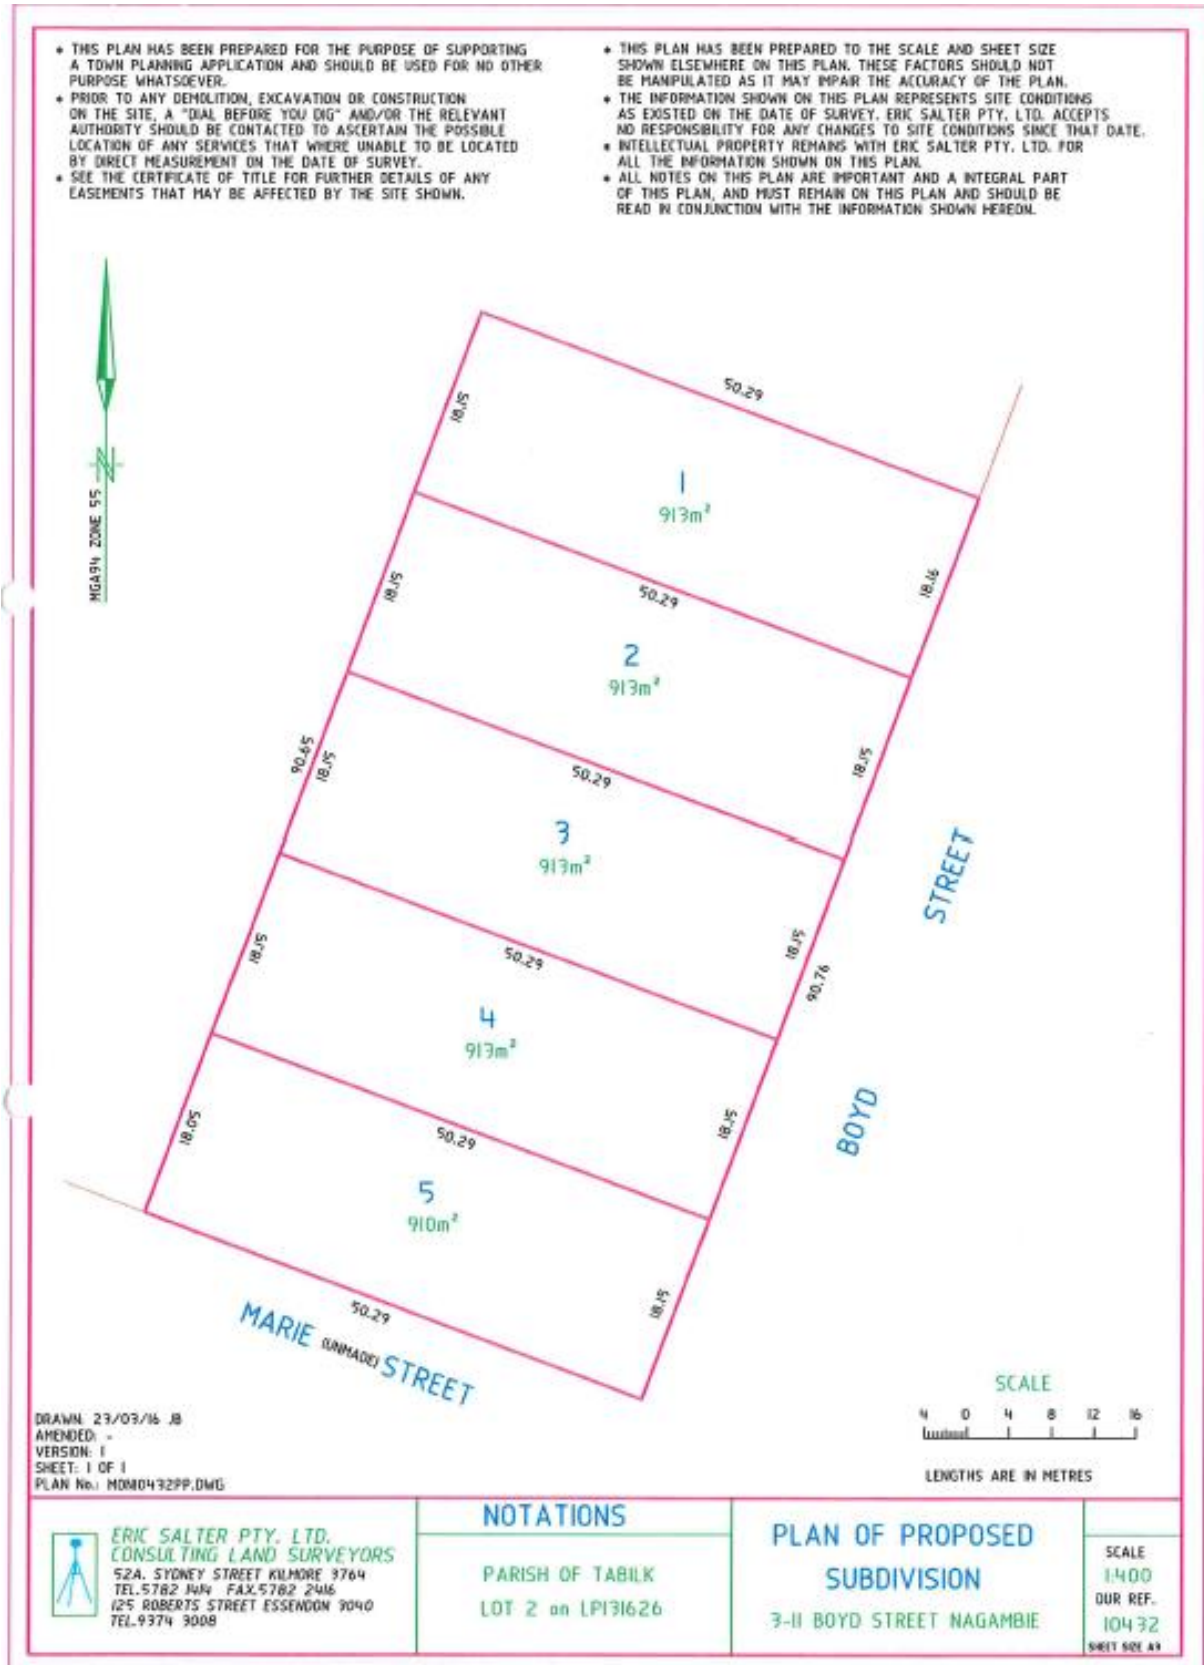 * THIS PLAN HAS BEEN PREPARED FOR THE PURPOSE OF SUPPORTING
A TOWN PLANNING APPLICATION AND SHOULD BE USED FOR NO OTHER
PURPOSE WHATSOEVER.
* PRIOR TO ANY DEMOLITION, EXCAVATION OR CONSTRUCTION
ON THE SITE, A "DIAL BEFORE YOU DIG" AND/OR THE RELEVANT
AUTHORITY SHOULD BE CONTACTED TO ASCERTAIN THE POSSIBLE
LOCATION OF ANY SERVICES THAT WHERE UNABLE TO BE LOCATED
BY DIRECT MEASUREMENT ON THE DATE OF SURVEY.
* SEE THE CERTIFICATE OF TITLE FOR FURTHER DETAILS OF ANY
EASEMENTS THAT MAY BE AFFECTED BY THE SITE SHOWN.
* THIS PLAN HAS BEEN PREPARED TO THE SCALE AND SHEET SIZE
SHOWN ELSEWHERE ON THIS PLAN. THESE FACTORS SHOULD NOT
BE MANIPULATED AS IT MAY IMPAIR THE ACCURACY OF THE PLAN.
* THE INFORMATION SHOWN ON THIS PLAN REPRESENTS SITE CONDITIONS
AS EXISTED ON THE DATE OF SURVEY. ERIC SALTER PTY. LTD. ACCEPTS
NO RESPONSIBILITY FOR ANY CHANGES TO SITE CONDITIONS SINCE THAT DATE.
* INTELLECTUAL PROPERTY REMAINS WITH ERIC SALTER PTY. LTD. FOR
ALL THE INFORMATION SHOWN ON THIS PLAN.
* ALL NOTES ON THIS PLAN ARE IMPORTANT AND A INTEGRAL PART
OF THIS PLAN, AND MUST REMAIN ON THIS PLAN AND SHOULD BE
READ IN CONJUNCTION WITH THE INFORMATION SHOWN HEREON.
N
MGA94 ZONE 55
50.29
18.15
1
913m²
18.16
18.15
50.29
2
913m²
18.15
90.65
18.15
50.29
3
913m²
18.15
90.76
18.15
50.29
4
913m²
18.15
18.05
50.29
5
910m²
18.15
50.29
BOYD STREET
MARIE (UNMADE) STREET
SCALE
4 0 4 8 12 16
LENGTHS ARE IN METRES
DRAWN: 23/03/16 JB
AMENDED: -
VERSION: 1
SHEET: 1 OF 1
PLAN No.: MON10432PP.DWG
ERIC SALTER PTY. LTD.
CONSULTING LAND SURVEYORS
52A. SYDNEY STREET KILMORE 3764
TEL.5782 1414 FAX.5782 2416
125 ROBERTS STREET ESSENDON 3040
TEL.9374 3008
NOTATIONS
PARISH OF TABILK
LOT 2 on LP131626
PLAN OF PROPOSED
SUBDIVISION
3-11 BOYD STREET NAGAMBIE
SCALE
1:400
OUR REF.
10432
SHEET SIZE A3